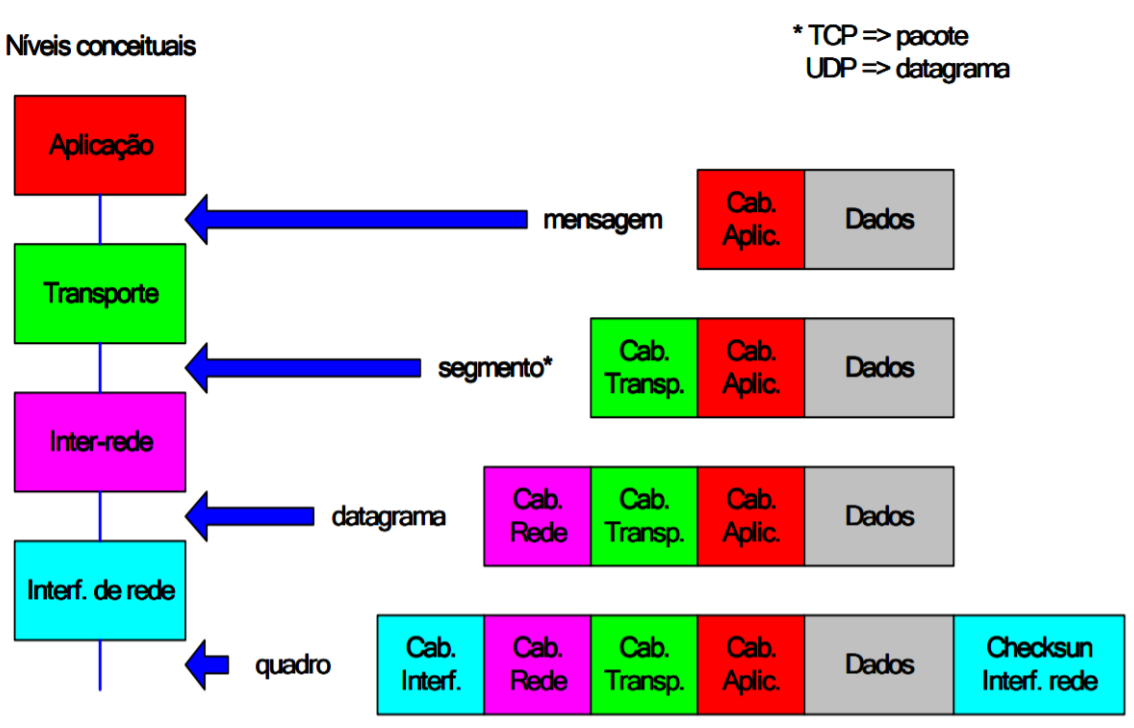 Níveis conceituais
* TCP => pacote
UDP => datagrama
Aplicação
mensagem
Cab.
Aplic.
Dados
Transporte
segmento*
Cab.
Transp.
Cab.
Aplic.
Dados
Inter-rede
datagrama
Cab.
Rede
Cab.
Transp.
Cab.
Aplic.
Dados
Interf. de rede
quadro
Cab.
Interf.
Cab.
Rede
Cab.
Transp.
Cab.
Aplic.
Dados
Checksun
Interf. rede